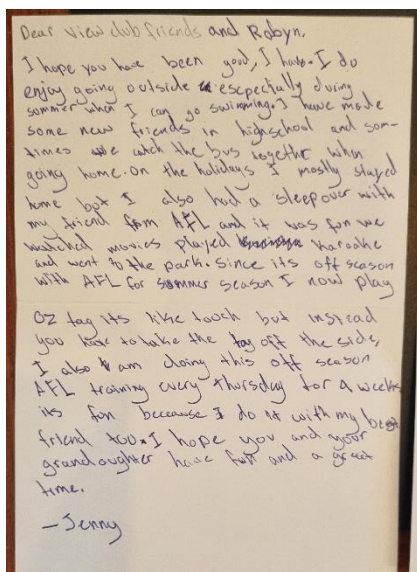 Dear View club friends and Robyn,
I hope you have been good, I have. I do
enjoy going outside espectially during
summer when I can go swimming. I have made
some new friends in highschool and som-
times we catch the bus togethr when
going home. On the holidays I mostly stayed
home but I also had a sleepover with
my friend from AFL and it was fun we
watched movies played karaoke
and went to the park. Since its off season
with AFL for summer season I now play
Oz tag its like touch but instead
you have to take the tag off the side,
I also am doing this off season
AFL training every Thursday for 4 weeks
its fun beccause I do it with my best
friend too. I hope you and your
grandaughter have fun and a great
time.
- Jenny